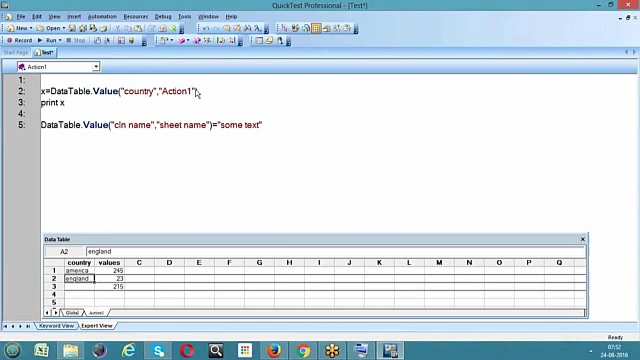 QuickTest Professional - [Test*]
File Edit View Insert Automation Resources Debug Tools Window Help
New Open
Record Run Stop
Start Page Test*
Action1
1:
2: x=DataTable.Value("country","Action1")
3: print x
4:
5: DataTable.Value("cln name","sheet name")="some text"
Data Table
A2 england
country values C D E F G H I J K L M N O P Q
1 america 245
2 england 23
3 215
4
5
Global Action1
Keyword View Expert View
Ready
07:52
24-08-2016